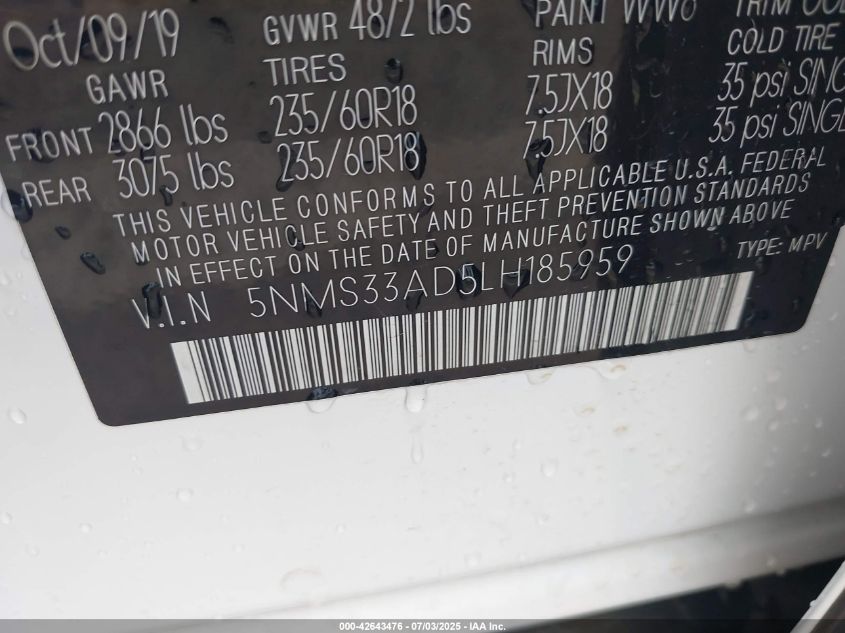 Oct/09/19 GVWR 4872 lbs PAINT WW8 TRIM
GAWR TIRES RIMS COLD TIRE
FRONT 2866 lbs 235/60R18 7.5JX18 35 psi
REAR 3075 lbs 235/60R18 7.5JX18 35 psi
THIS VEHICLE CONFORMS TO ALL APPLICABLE U.S.A. FEDERAL
MOTOR VEHICLE SAFETY AND THEFT PREVENTION STANDARDS
IN EFFECT ON THE DATE OF MANUFACTURE SHOWN ABOVE
TYPE: MPV
V.I.N 5NMS33AD5LH185959
000-42643476 - 07/03/2025 - IAA Inc.